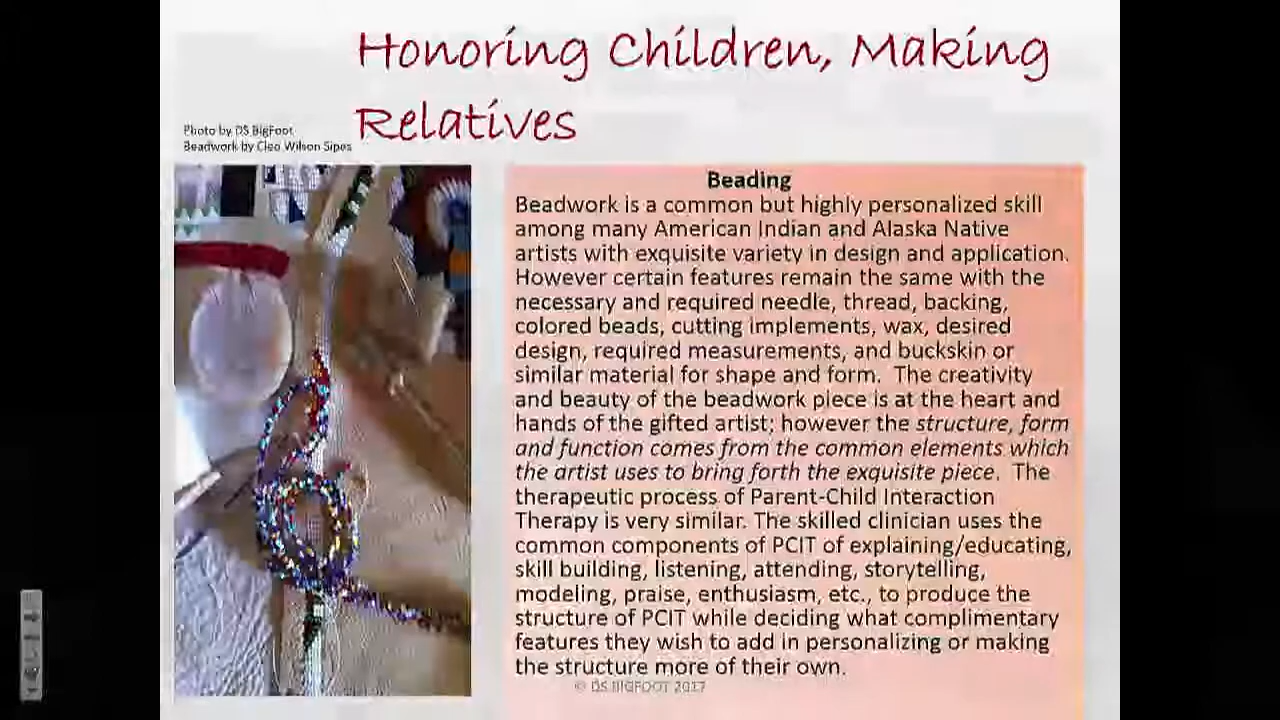 Honoring Children, Making
Relatives
Photo by DS BigFoot
Beadwork by Cleo Wilson Sipes
Beading
Beadwork is a common but highly personalized skill
among many American Indian and Alaska Native
artists with exquisite variety in design and application.
However certain features remain the same with the
necessary and required needle, thread, backing,
colored beads, cutting implements, wax, desired
design, required measurements, and buckskin or
similar material for shape and form. The creativity
and beauty of the beadwork piece is at the heart and
hands of the gifted artist; however the structure, form
and function comes from the common elements which
the artist uses to bring forth the exquisite piece. The
therapeutic process of Parent-Child Interaction
Therapy is very similar. The skilled clinician uses the
common components of PCIT of explaining/educating,
skill building, listening, attending, storytelling,
modeling, praise, enthusiasm, etc., to produce the
structure of PCIT while deciding what complimentary
features they wish to add in personalizing or making
the structure more of their own.
© DS BIGFOOT 2017